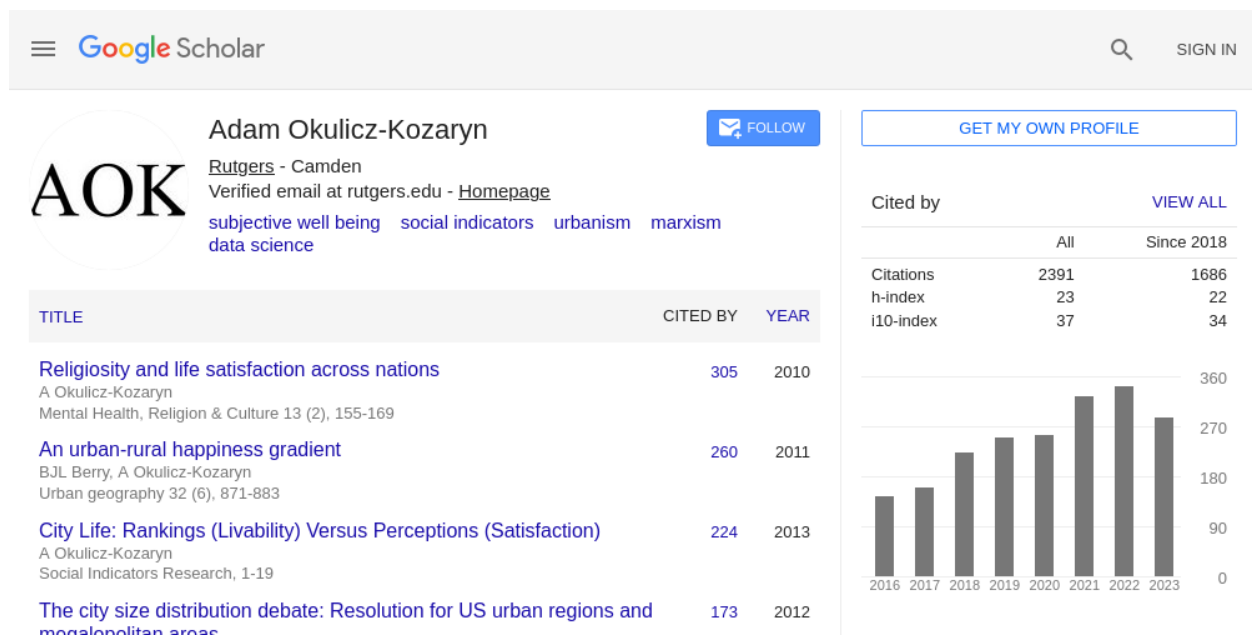 Google Scholar
SIGN IN
AOK
Adam Okulicz-Kozaryn
FOLLOW
Rutgers - Camden
Verified email at rutgers.edu - Homepage
subjective well being social indicators urbanism marxism
data science
TITLE CITED BY YEAR
Religiosity and life satisfaction across nations 305 2010
A Okulicz-Kozaryn
Mental Health, Religion & Culture 13 (2), 155-169
An urban-rural happiness gradient 260 2011
BJL Berry, A Okulicz-Kozaryn
Urban geography 32 (6), 871-883
City Life: Rankings (Livability) Versus Perceptions (Satisfaction) 224 2013
A Okulicz-Kozaryn
Social Indicators Research, 1-19
The city size distribution debate: Resolution for US urban regions and 173 2012
megalopolitan areas
GET MY OWN PROFILE
Cited by VIEW ALL
All Since 2018
Citations 2391 1686
h-index 23 22
i10-index 37 34
360
270
180
90
0
2016 2017 2018 2019 2020 2021 2022 2023